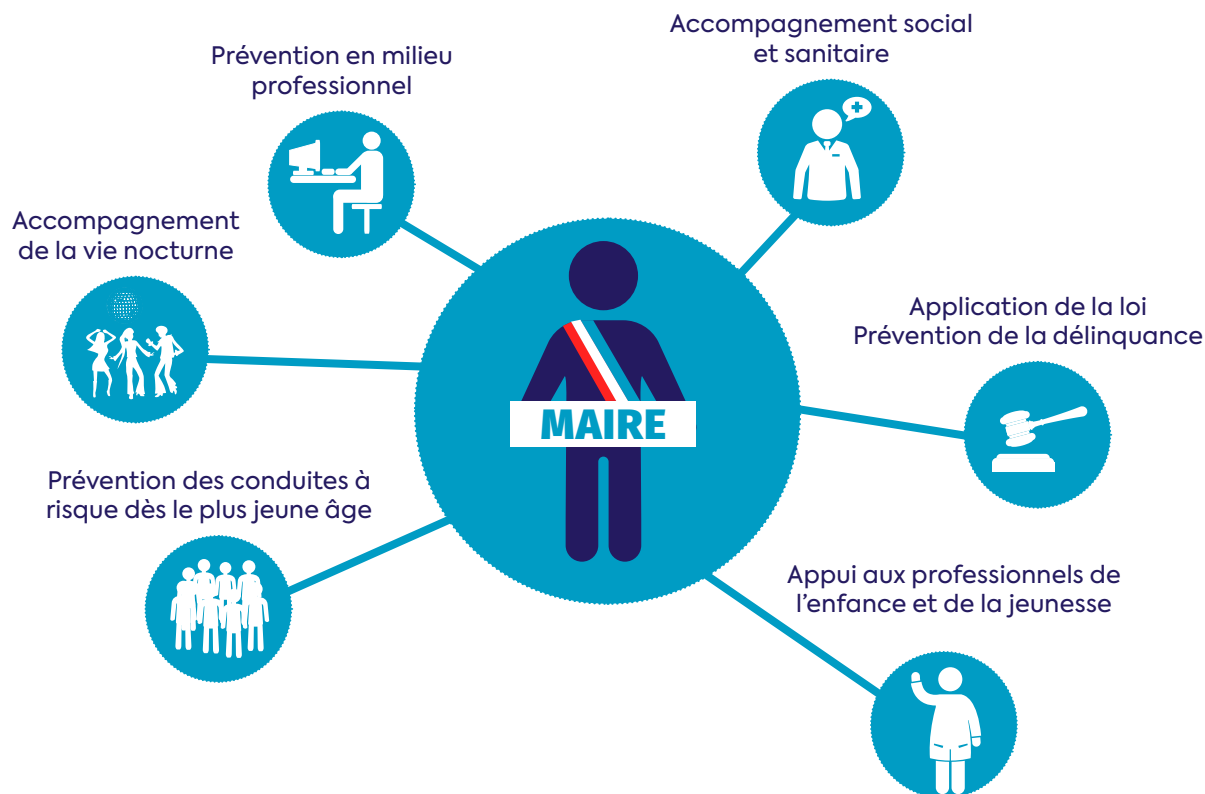 Accompagnement social
et sanitaire
Prévention en milieu
professionnel
Accompagnement
de la vie nocturne
Application de la loi
Prévention de la délinquance
MAIRE
Prévention des conduites à
risque dès le plus jeune âge
Appui aux professionnels de
l'enfance et de la jeunesse